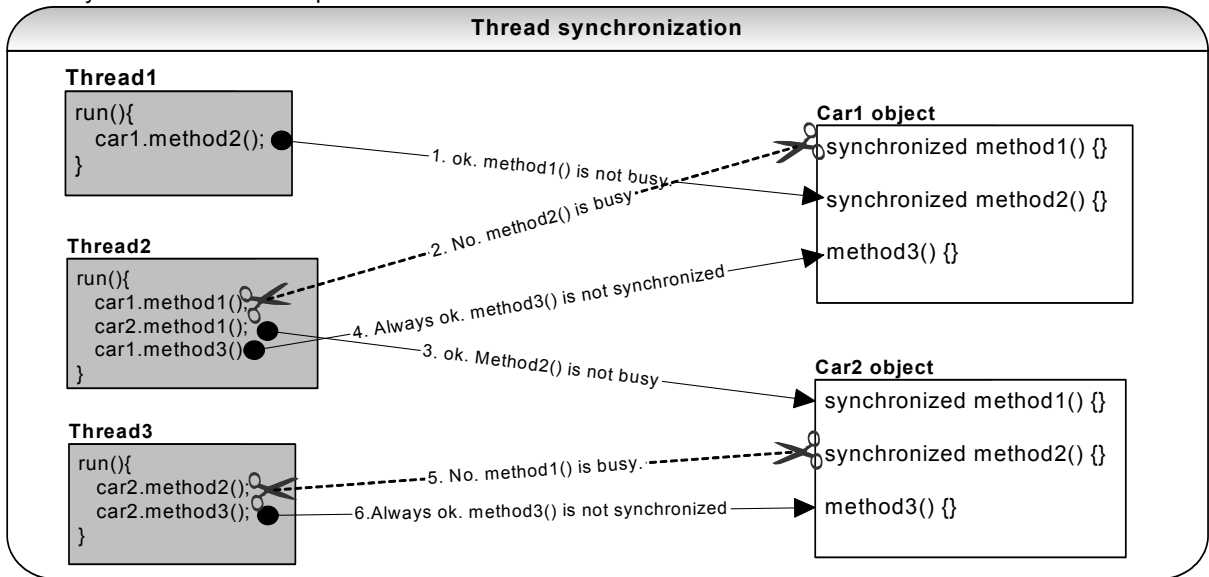 Thread synchronization
Thread1
run(){
car1.method2();
}
Thread2
run(){
car1.method1();
car2.method1();
car1.method3()
}
Thread3
run(){
car2.method2();
car2.method3();
}
1. ok. method1() is not busy.
2. No. method2() is busy
4. Always ok. method3() is not synchronized
3. ok. Method2() is not busy
5. No. method1() is busy.
6.Always ok. method3() is not synchronized
Car1 object
synchronized method1() {}
synchronized method2() {}
method3() {}
Car2 object
synchronized method1() {}
synchronized method2() {}
method3() {}